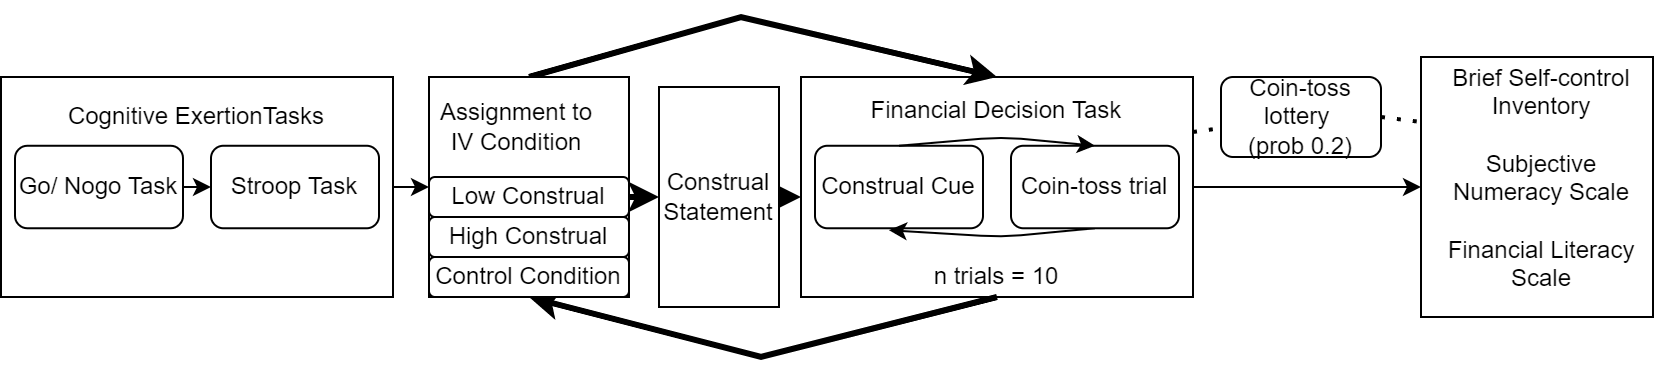 Cognitive ExertionTasks
Go/ Nogo Task
Stroop Task
Assignment to
IV Condition
Low Construal
High Construal
Control Condition
Construal
Statement
Financial Decision Task
Construal Cue
Coin-toss trial
n trials = 10
Coin-toss
lottery
(prob 0.2)
Brief Self-control
Inventory
Subjective
Numeracy Scale
Financial Literacy
Scale